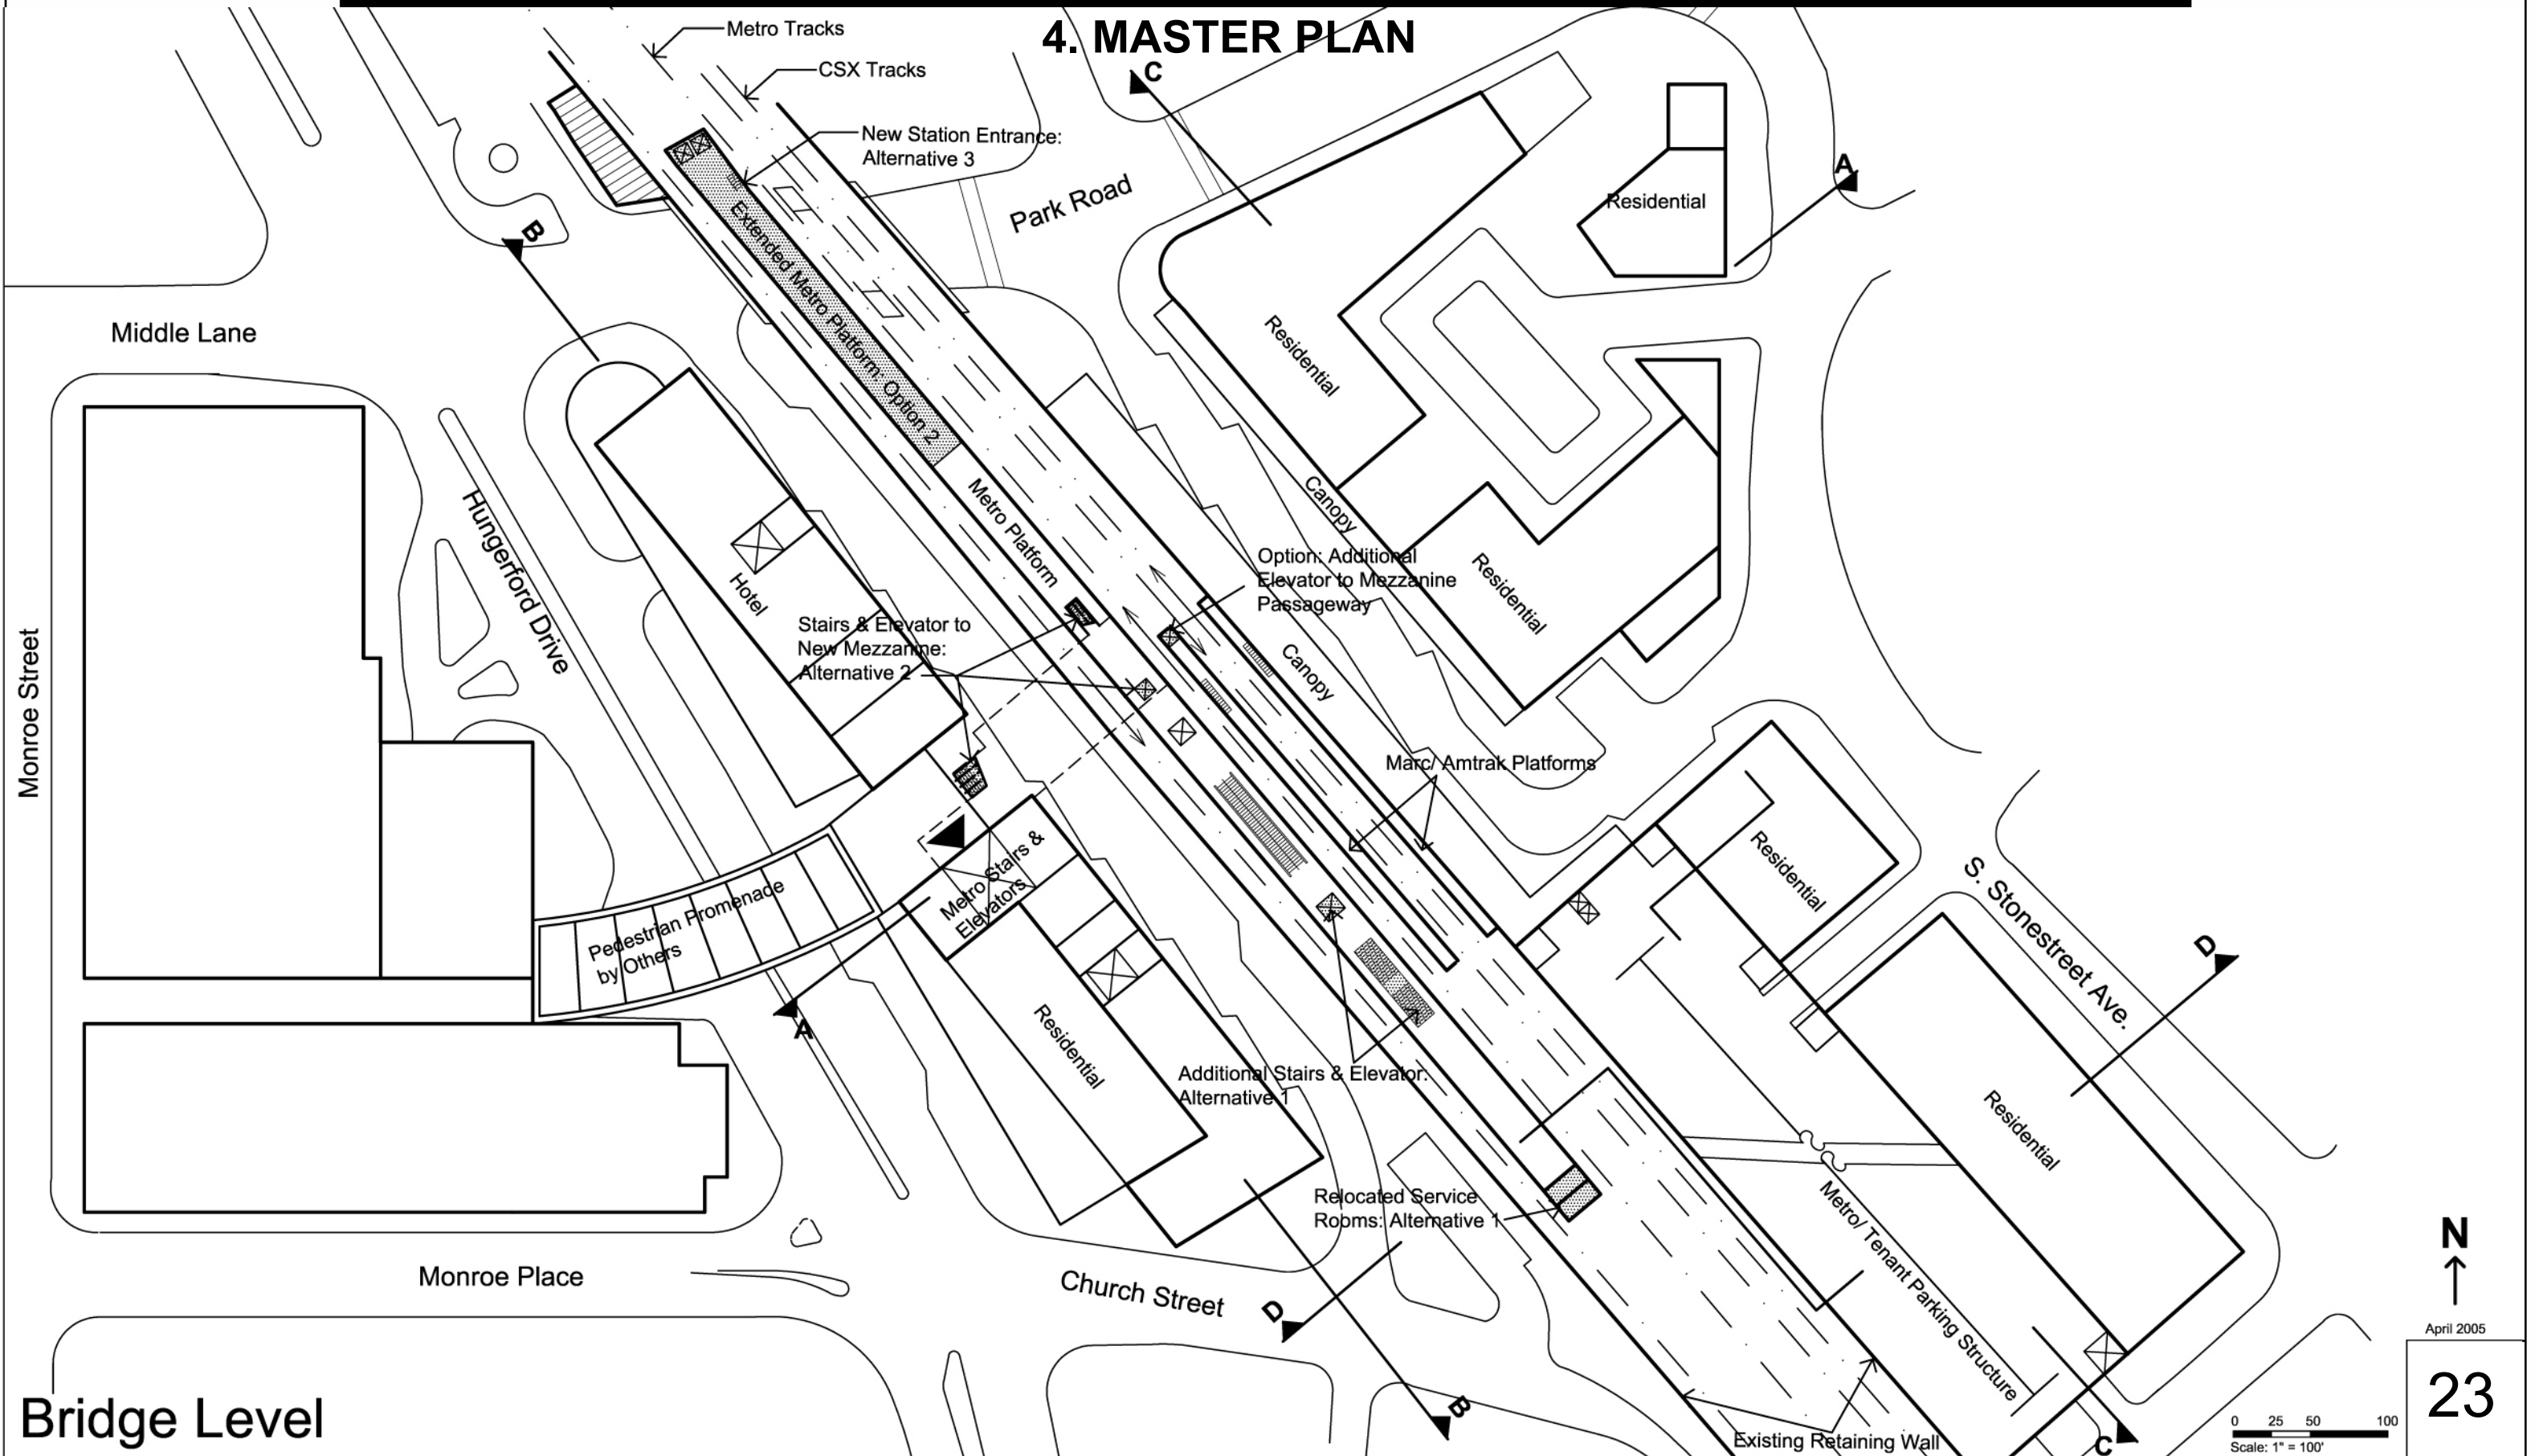 4. MASTER PLAN
Metro Tracks
CSX Tracks
C
New Station Entrance:
Alternative 3
A
Park Road
Residential
B
Extended Metro Platform: Option 2
Middle Lane
Residential
Hungerford Drive
Metro Platform
Canopy
Option: Additional
Elevator to Mezzanine
Passageway
Residential
Hotel
Stairs & Elevator to
New Mezzanine:
Alternative 2
Canopy
Monroe Street
Marc/ Amtrak Platforms
Metro Stairs &
Elevators
Residential
S. Stonestreet Ave.
Pedestrian Promenade
by Others
D
A
Residential
Additional Stairs & Elevator:
Alternative 1
Residential
Relocated Service
Rooms: Alternative 1
Metro/ Tenant Parking Structure
Monroe Place
Church Street
D
N
April 2005
B
Bridge Level
23
C
Existing Retaining Wall
0 25 50 100
Scale: 1" = 100'